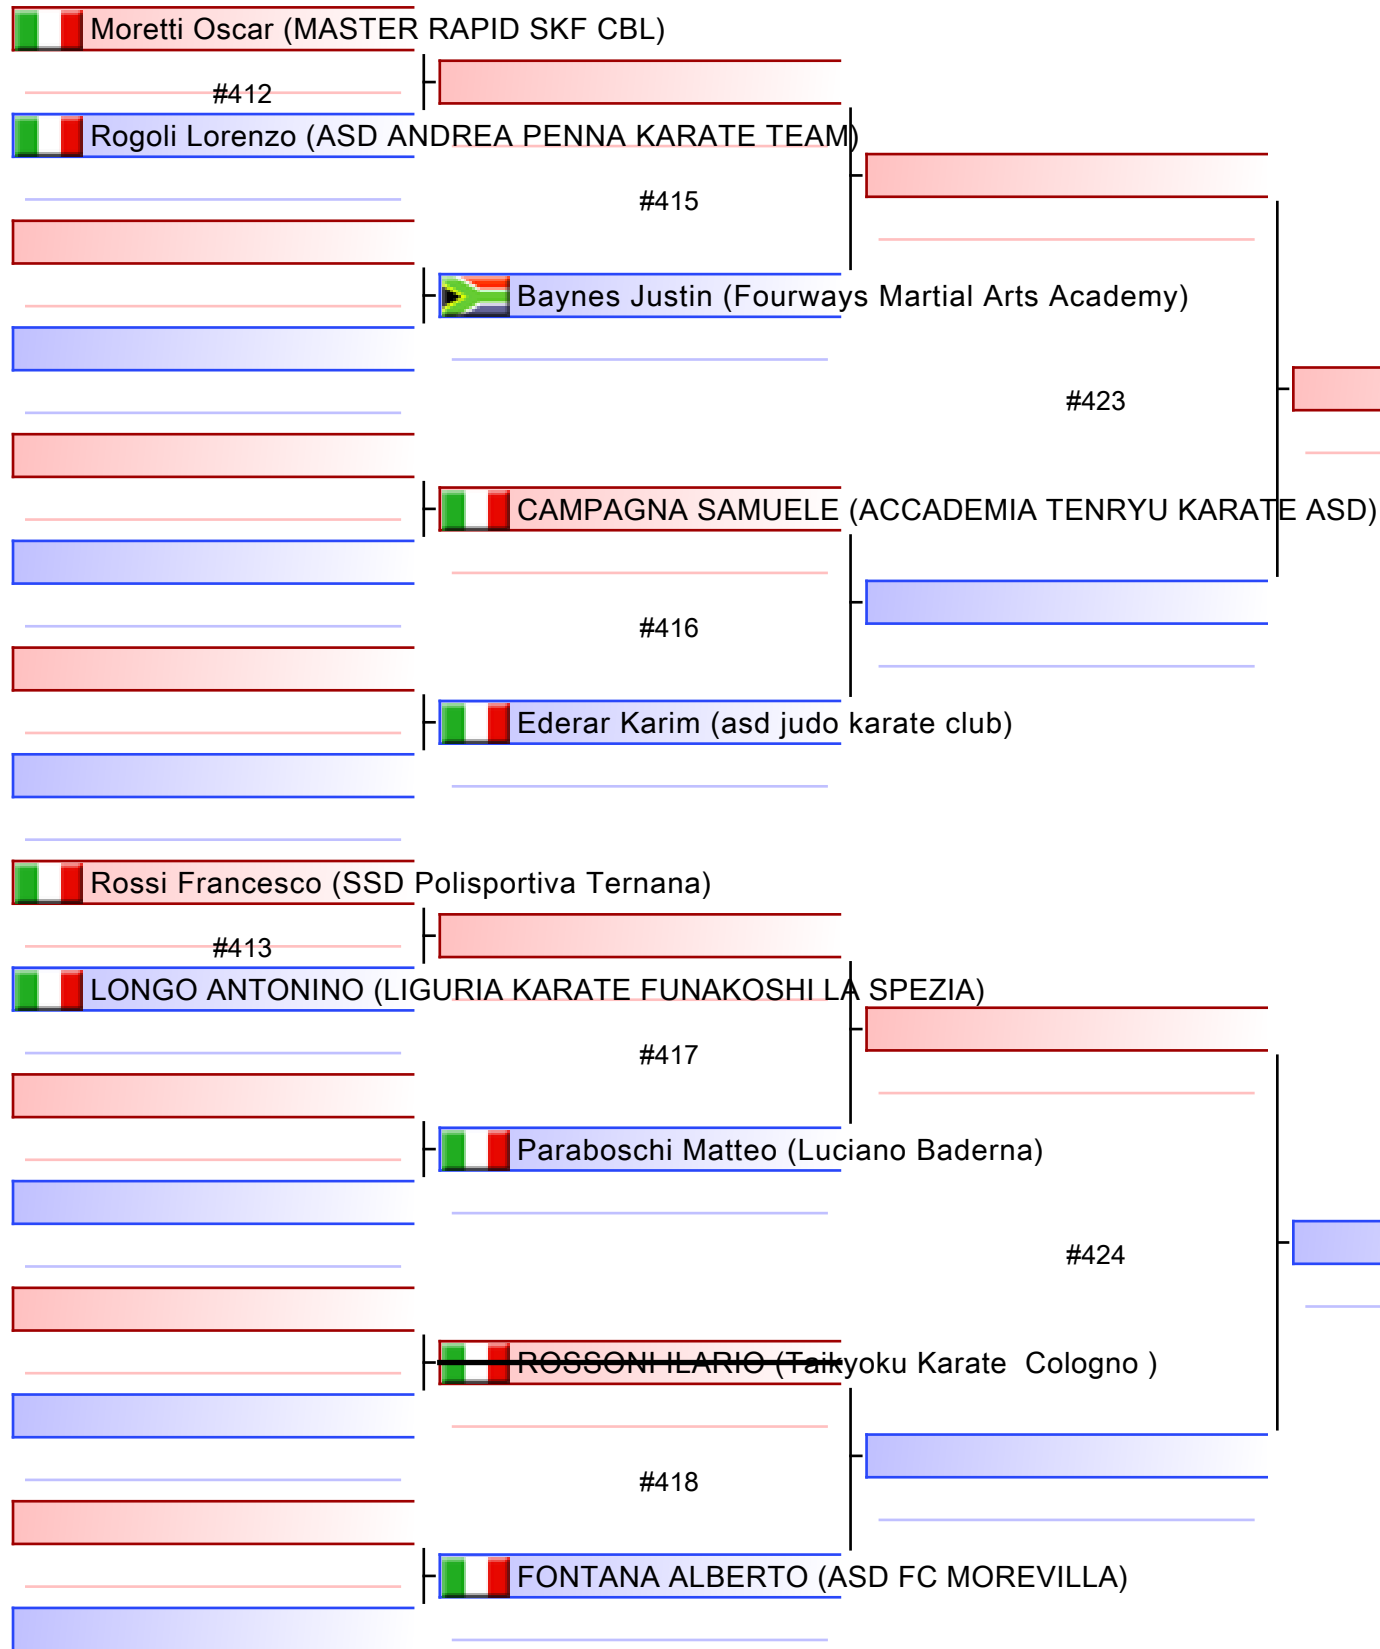 Moretti Oscar (MASTER RAPID SKF CBL)
#412
Rogoli Lorenzo (ASD ANDREA PENNA KARATE TEAM)
#415
Baynes Justin (Fourways Martial Arts Academy)
#423
CAMPAGNA SAMUELE (ACCADEMIA TENRYU KARATE ASD)
#416
Ederar Karim (asd judo karate club)
Rossi Francesco (SSD Polisportiva Ternana)
#413
LONGO ANTONINO (LIGURIA KARATE FUNAKOSHI LA SPEZIA)
#417
Paraboschi Matteo (Luciano Baderna)
#424
ROSSONI ILARIO (Taikyoku Karate  Cologno )
#418
FONTANA ALBERTO (ASD FC MOREVILLA)